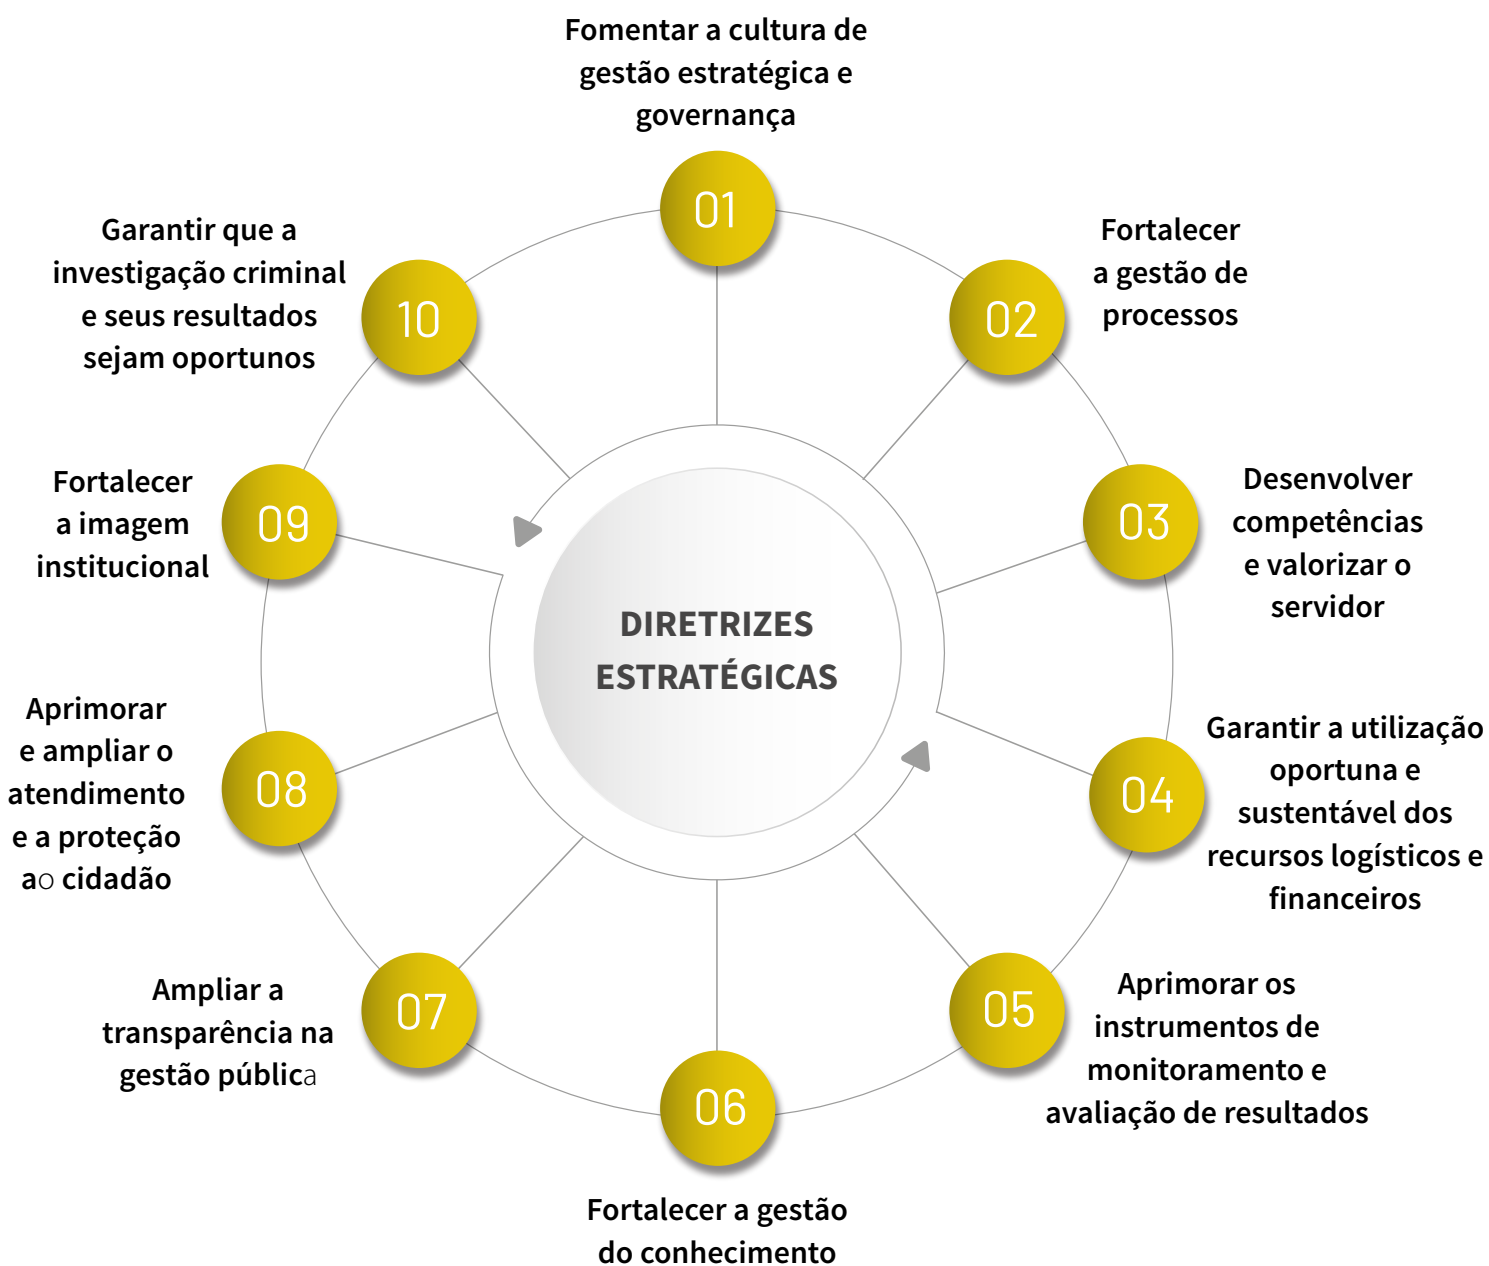 DIRETRIZES
ESTRATÉGICAS
01
Fomentar a cultura de
gestão estratégica e
governança
02
Fortalecer
a gestão de
processos
03
Desenvolver
competências
e valorizar o
servidor
04
Garantir a utilização
oportuna e
sustentável dos
recursos logísticos e
financeiros
05
Aprimorar os
instrumentos de
monitoramento e
avaliação de resultados
06
Fortalecer a gestão
do conhecimento
07
Ampliar a
transparência na
gestão pública
08
Aprimorar
e ampliar o
atendimento
e a proteção
ao cidadão
09
Fortalecer
a imagem
institucional
10
Garantir que a
investigação criminal
e seus resultados
sejam oportunos